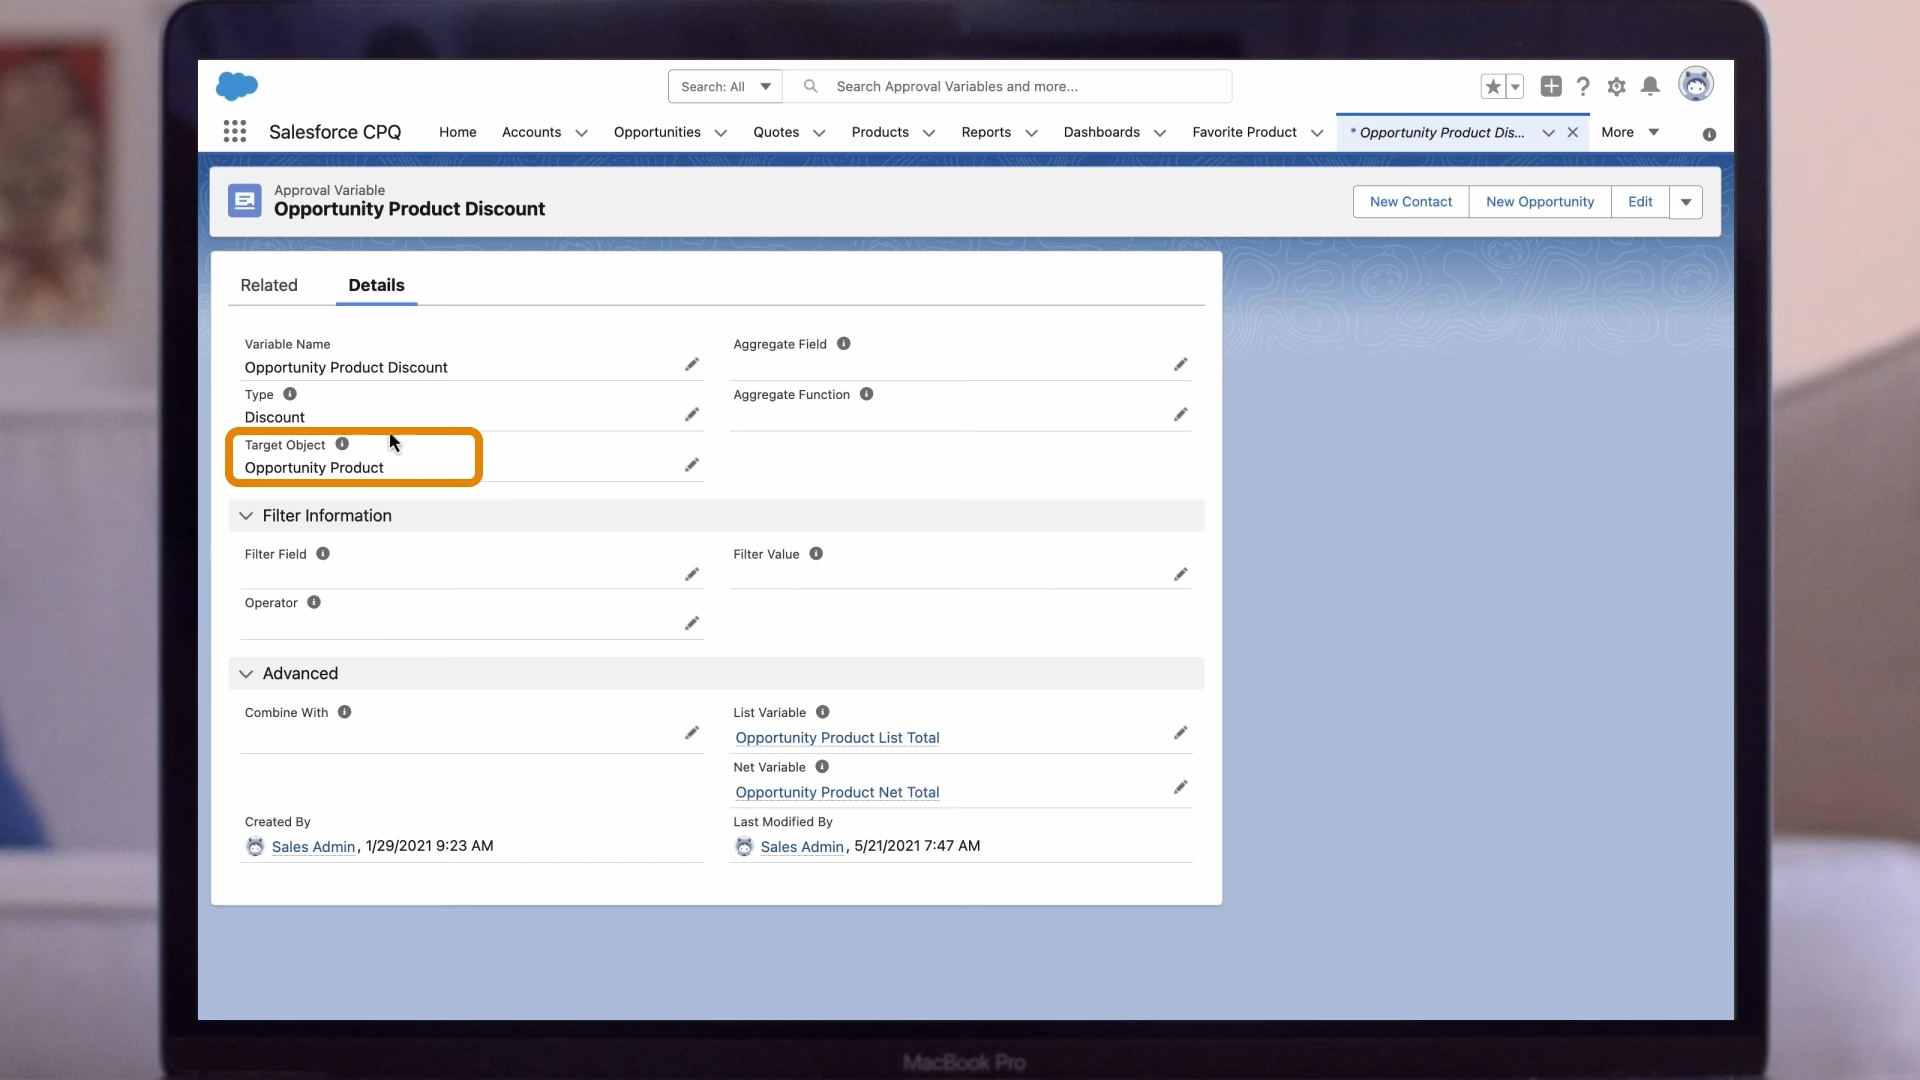 Search: All
Search Approval Variables and more...
Salesforce CPQ
Home
Accounts
Opportunities
Quotes
Products
Reports
Dashboards
Favorite Product
* Opportunity Product Dis...
More
Approval Variable
Opportunity Product Discount
New Contact
New Opportunity
Edit
Related
Details
Variable Name
Opportunity Product Discount
Aggregate Field
Type
Discount
Aggregate Function
Target Object
Opportunity Product
Filter Information
Filter Field
Filter Value
Operator
Advanced
Combine With
List Variable
Opportunity Product List Total
Net Variable
Opportunity Product Net Total
Created By
Sales Admin, 1/29/2021 9:23 AM
Last Modified By
Sales Admin, 5/21/2021 7:47 AM
MacBook Pro